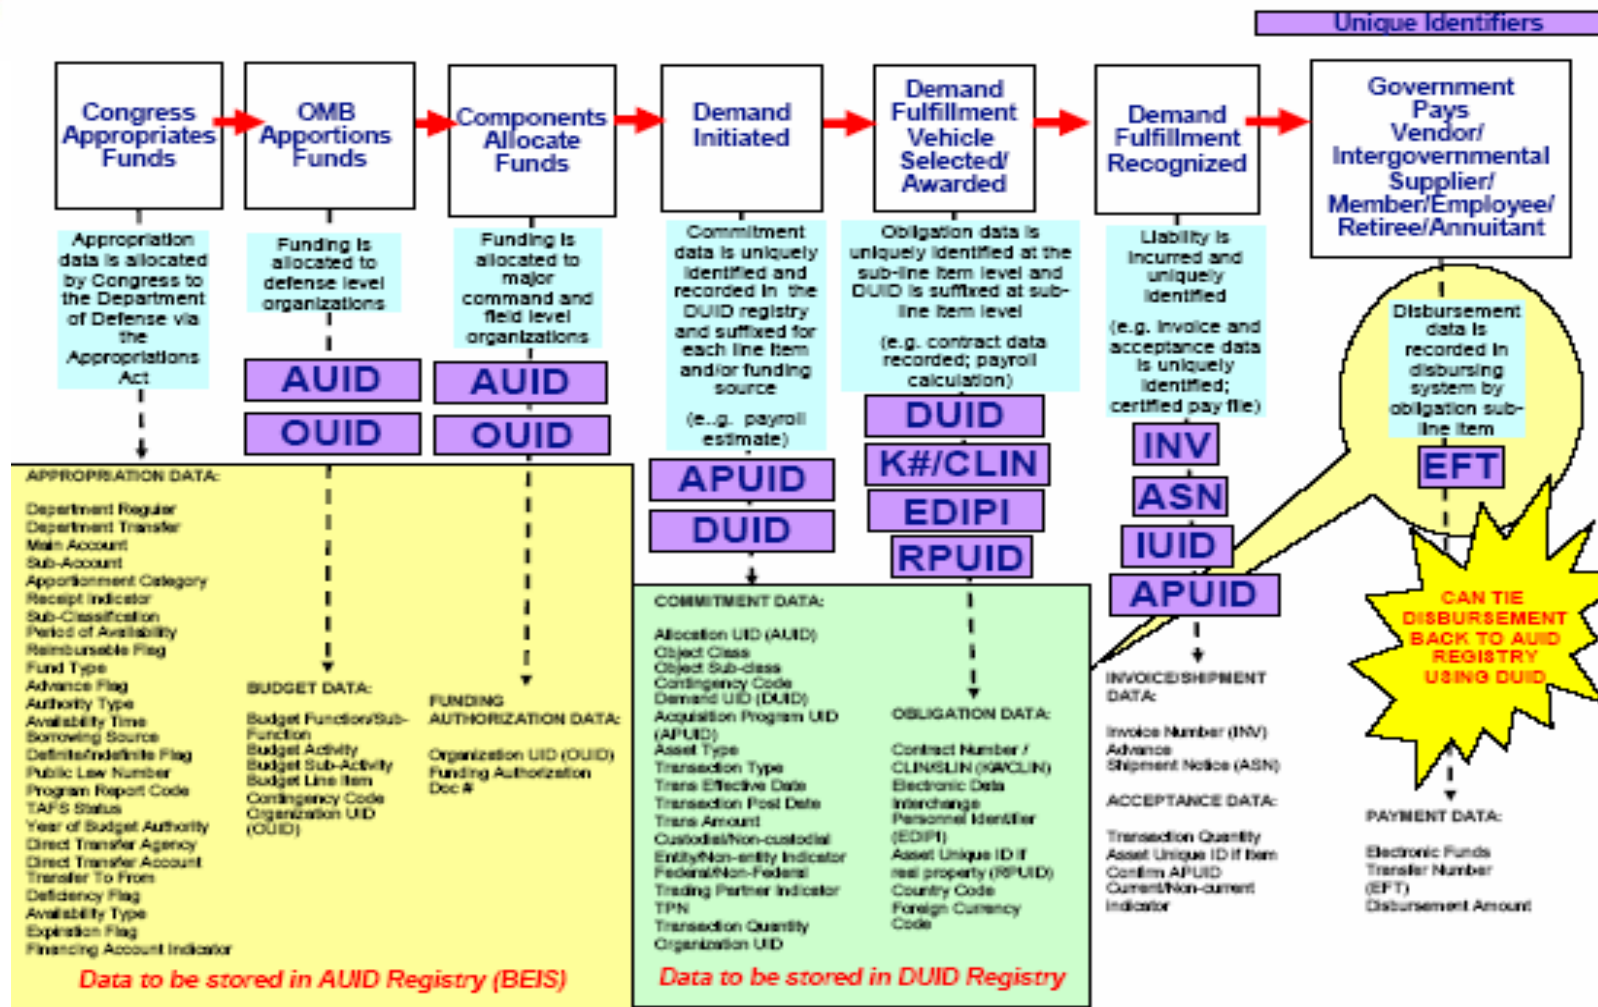 Unique Identifiers
Congress
Appropriates
Funds
OMB
Apportions
Funds
Components
Allocate
Funds
Demand
Initiated
Demand
Fulfillment
Vehicle
Selected/
Awarded
Demand
Fulfillment
Recognized
Government
Pays
Vendor/
Intergovernmental
Supplier/
Member/Employee/
Retiree/Annuitant
Appropriation
data is allocated
by Congress to
the Department
of Defense via
the
Appropriations
Act
Funding is
allocated to
defense level
organizations
AUID
OUID
Funding is
allocated to
major
command and
field level
organizations
AUID
OUID
Commitment
data is uniquely
identified and
recorded in the
DUID registry
and suffixed for
each line item
and/or funding
source
(e..g. payroll
estimate)
APUID
DUID
Obligation data is
uniquely identified at the
sub-line item level and
DUID is suffixed at sub-
line item level
(e.g. contract data
recorded; payroll
calculation)
DUID
K#/CLIN
EDIPI
RPUID
Liability is
incurred and
uniquely
identified
(e.g. invoice and
acceptance data
is uniquely
identified;
certified pay file)
INV
ASN
IUID
APUID
Disbursement
data is
recorded in
disbursing
system by
obligation sub-
line item
EFT
CAN TIE
DISBURSEMENT
BACK TO AUID
REGISTRY
USING DUID
APPROPRIATION DATA:
Department Regular
Department Transfer
Main Account
Sub-Account
Apportionment Category
Receipt Indicator
Sub-Classification
Period of Availability
Reimbursable Flag
Fund Type
Advance Flag
Authority Type
Availability Time
Borrowing Source
Definite/Indefinite Flag
Public Law Number
Program Report Code
TAFS Status
Year of Budget Authority
Direct Transfer Agency
Direct Transfer Account
Transfer To From
Deficiency Flag
Availability Type
Expiration Flag
Financing Account Indicator
BUDGET DATA:
Budget Function/Sub-
Function
Budget Activity
Budget Sub-Activity
Budget Line Item
Contingency Code
Organization UID
(OUID)
FUNDING
AUTHORIZATION DATA:
Organization UID (OUID)
Funding Authorization
Doc #
Data to be stored in AUID Registry (BEIS)
COMMITMENT DATA:
Allocation UID (AUID)
Object Class
Object Sub-class
Contingency Code
Demand UID (DUID)
Acquisition Program UID
(APUID)
Asset Type
Transaction Type
Trans Effective Date
Transaction Post Date
Trans Amount
Custodial/Non-custodial
Entity/Non-entity Indicator
Federal/Non-Federal
Trading Partner Indicator
TPN
Transaction Quantity
Organization UID
OBLIGATION DATA:
Contract Number /
CLIN/SLIN (K#/CLIN)
Electronic Data
Interchange
Personnel Identifier
(EDIPI)
Asset Unique ID if
real property (RPUID)
Country Code
Foreign Currency
Code
Data to be stored in DUID Registry
INVOICE/SHIPMENT
DATA:
Invoice Number (INV)
Advance
Shipment Notice (ASN)
ACCEPTANCE DATA:
Transaction Quantity
Asset Unique ID if Item
Confirm APUID
Current/Non-current
Indicator
PAYMENT DATA:
Electronic Funds
Transfer Number
(EFT)
Disbursement Amount